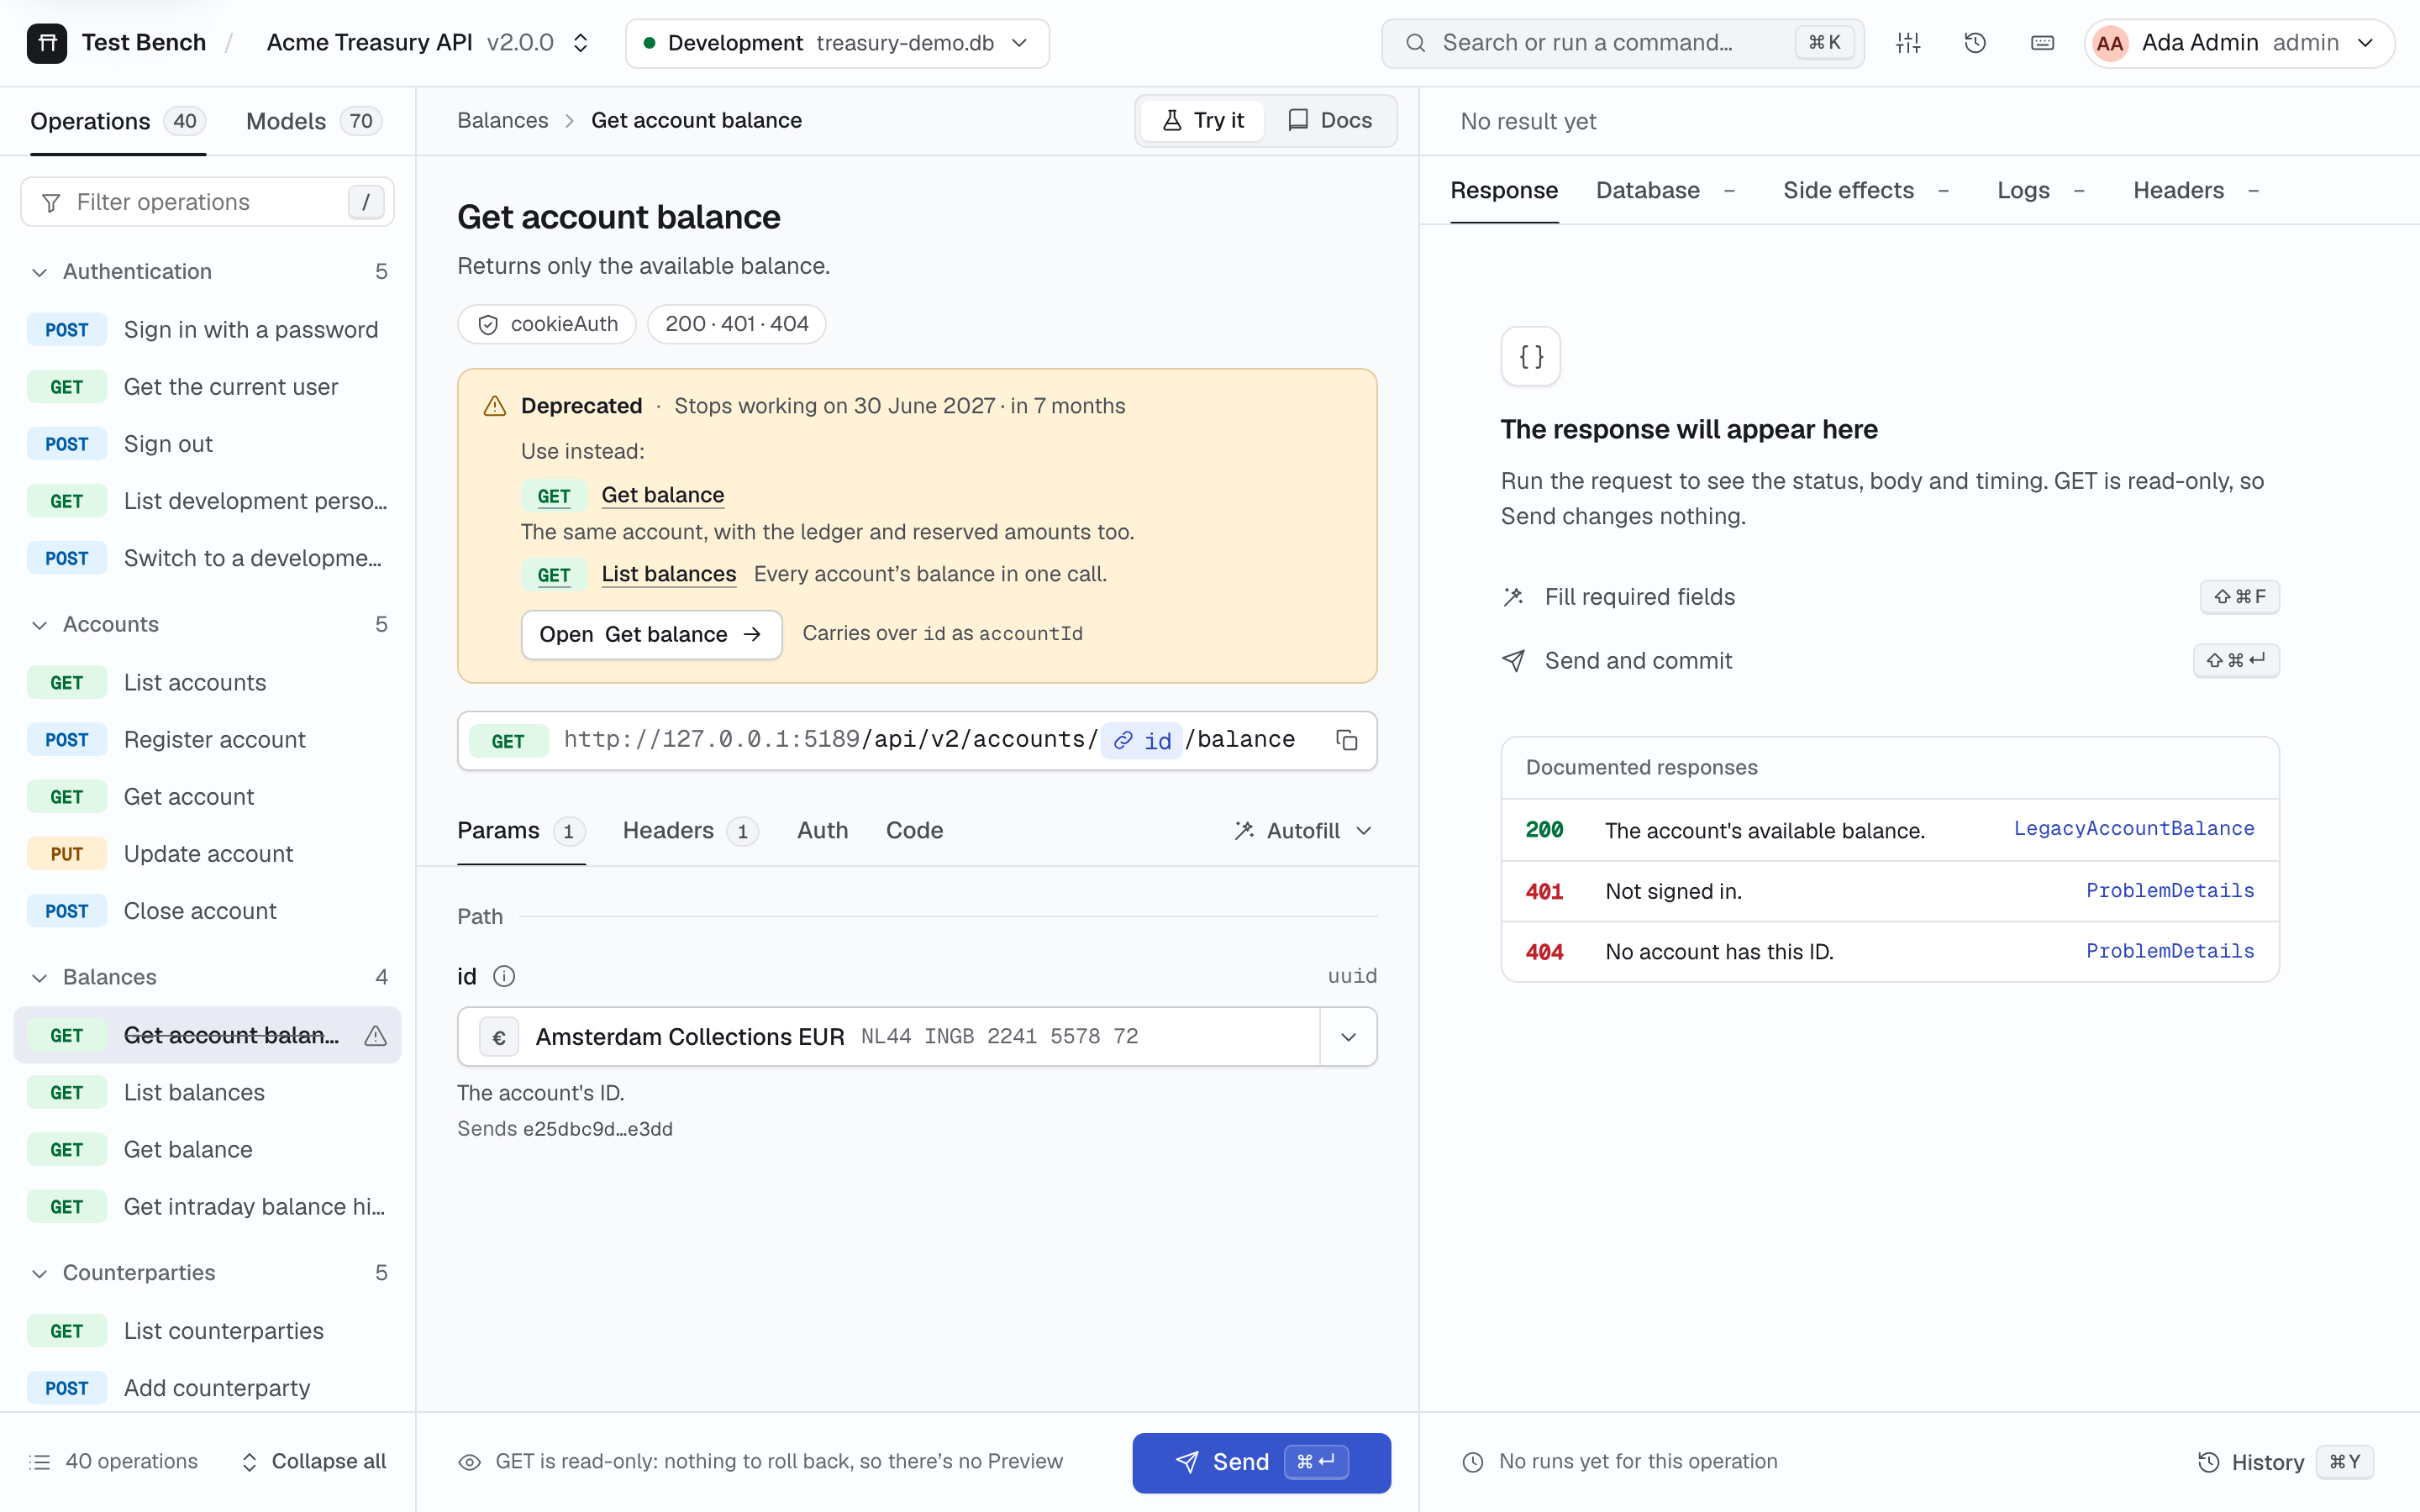 Test Bench / Acme Treasury API v2.0.0
Development treasury-demo.db
Search or run a command... ⌘K
AA Ada Admin admin
Operations 40
Models 70
Filter operations /
Authentication 5
POST Sign in with a password
GET Get the current user
POST Sign out
GET List development perso...
POST Switch to a developme...
Accounts 5
GET List accounts
POST Register account
GET Get account
PUT Update account
POST Close account
Balances 4
GET Get account balan...
GET List balances
GET Get balance
GET Get intraday balance hi...
Counterparties 5
GET List counterparties
POST Add counterparty
40 operations
Collapse all
Balances > Get account balance
Try it
Docs
Get account balance
Returns only the available balance.
cookieAuth
200 · 401 · 404
Deprecated · Stops working on 30 June 2027 · in 7 months
Use instead:
GET Get balance
The same account, with the ledger and reserved amounts too.
GET List balances Every account’s balance in one call.
Open Get balance →
Carries over id as accountId
GET http://127.0.0.1:5189/api/v2/accounts/id/balance
Params 1
Headers 1
Auth
Code
Autofill
Path
id uuid
€ Amsterdam Collections EUR NL44 INGB 2241 5578 72
The account's ID.
Sends e25dbc9d…e3dd
GET is read-only: nothing to roll back, so there’s no Preview
Send ⌘↵
No result yet
Response
Database –
Side effects –
Logs –
Headers –
{}
The response will appear here
Run the request to see the status, body and timing. GET is read-only, so
Send changes nothing.
Fill required fields ⇧⌘F
Send and commit ⇧⌘↵
Documented responses
200 The account's available balance. LegacyAccountBalance
401 Not signed in. ProblemDetails
404 No account has this ID. ProblemDetails
No runs yet for this operation
History ⌘Y